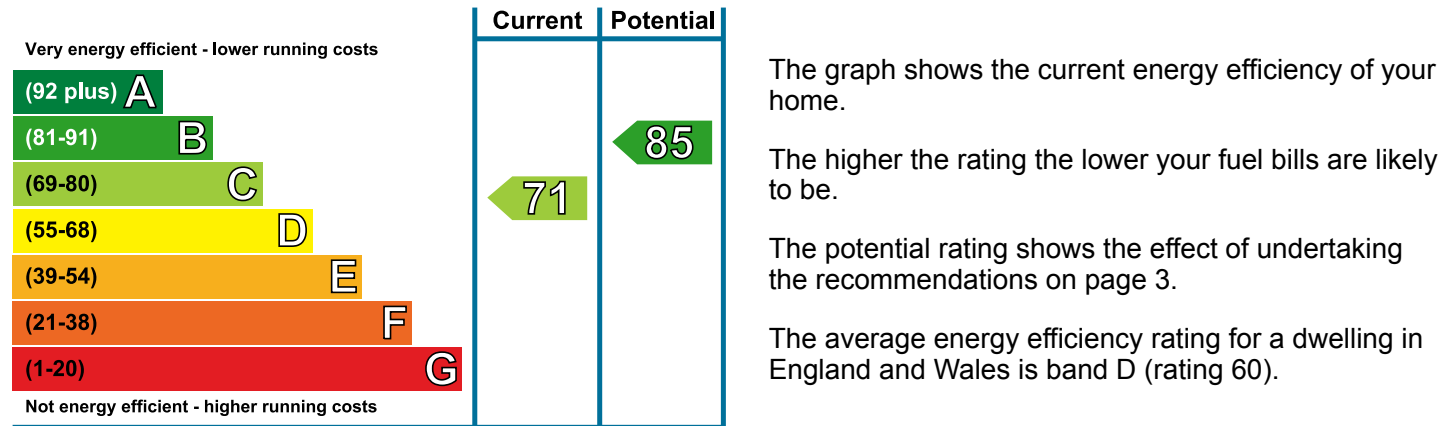 Current Potential
Very energy efficient - lower running costs
(92 plus) A
(81-91) B
85
(69-80) C
71
(55-68) D
(39-54) E
(21-38) F
(1-20) G
Not energy efficient - higher running costs
The graph shows the current energy efficiency of your
home.
The higher the rating the lower your fuel bills are likely
to be.
The potential rating shows the effect of undertaking
the recommendations on page 3.
The average energy efficiency rating for a dwelling in
England and Wales is band D (rating 60).